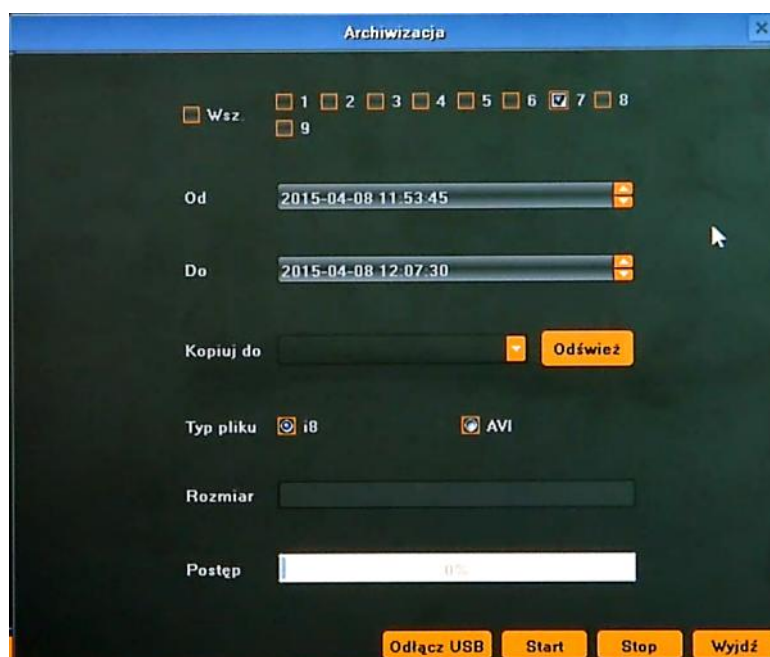 Archiwizacja
Wsz. 1 2 3 4 5 6 7 8
9
Od 2015-04-08 11:53:45
Do 2015-04-08 12:07:30
Kopiuj do Odśwież
Typ pliku i8 AVI
Rozmiar
Postęp 0%
Odłącz USB Start Stop Wyjdź